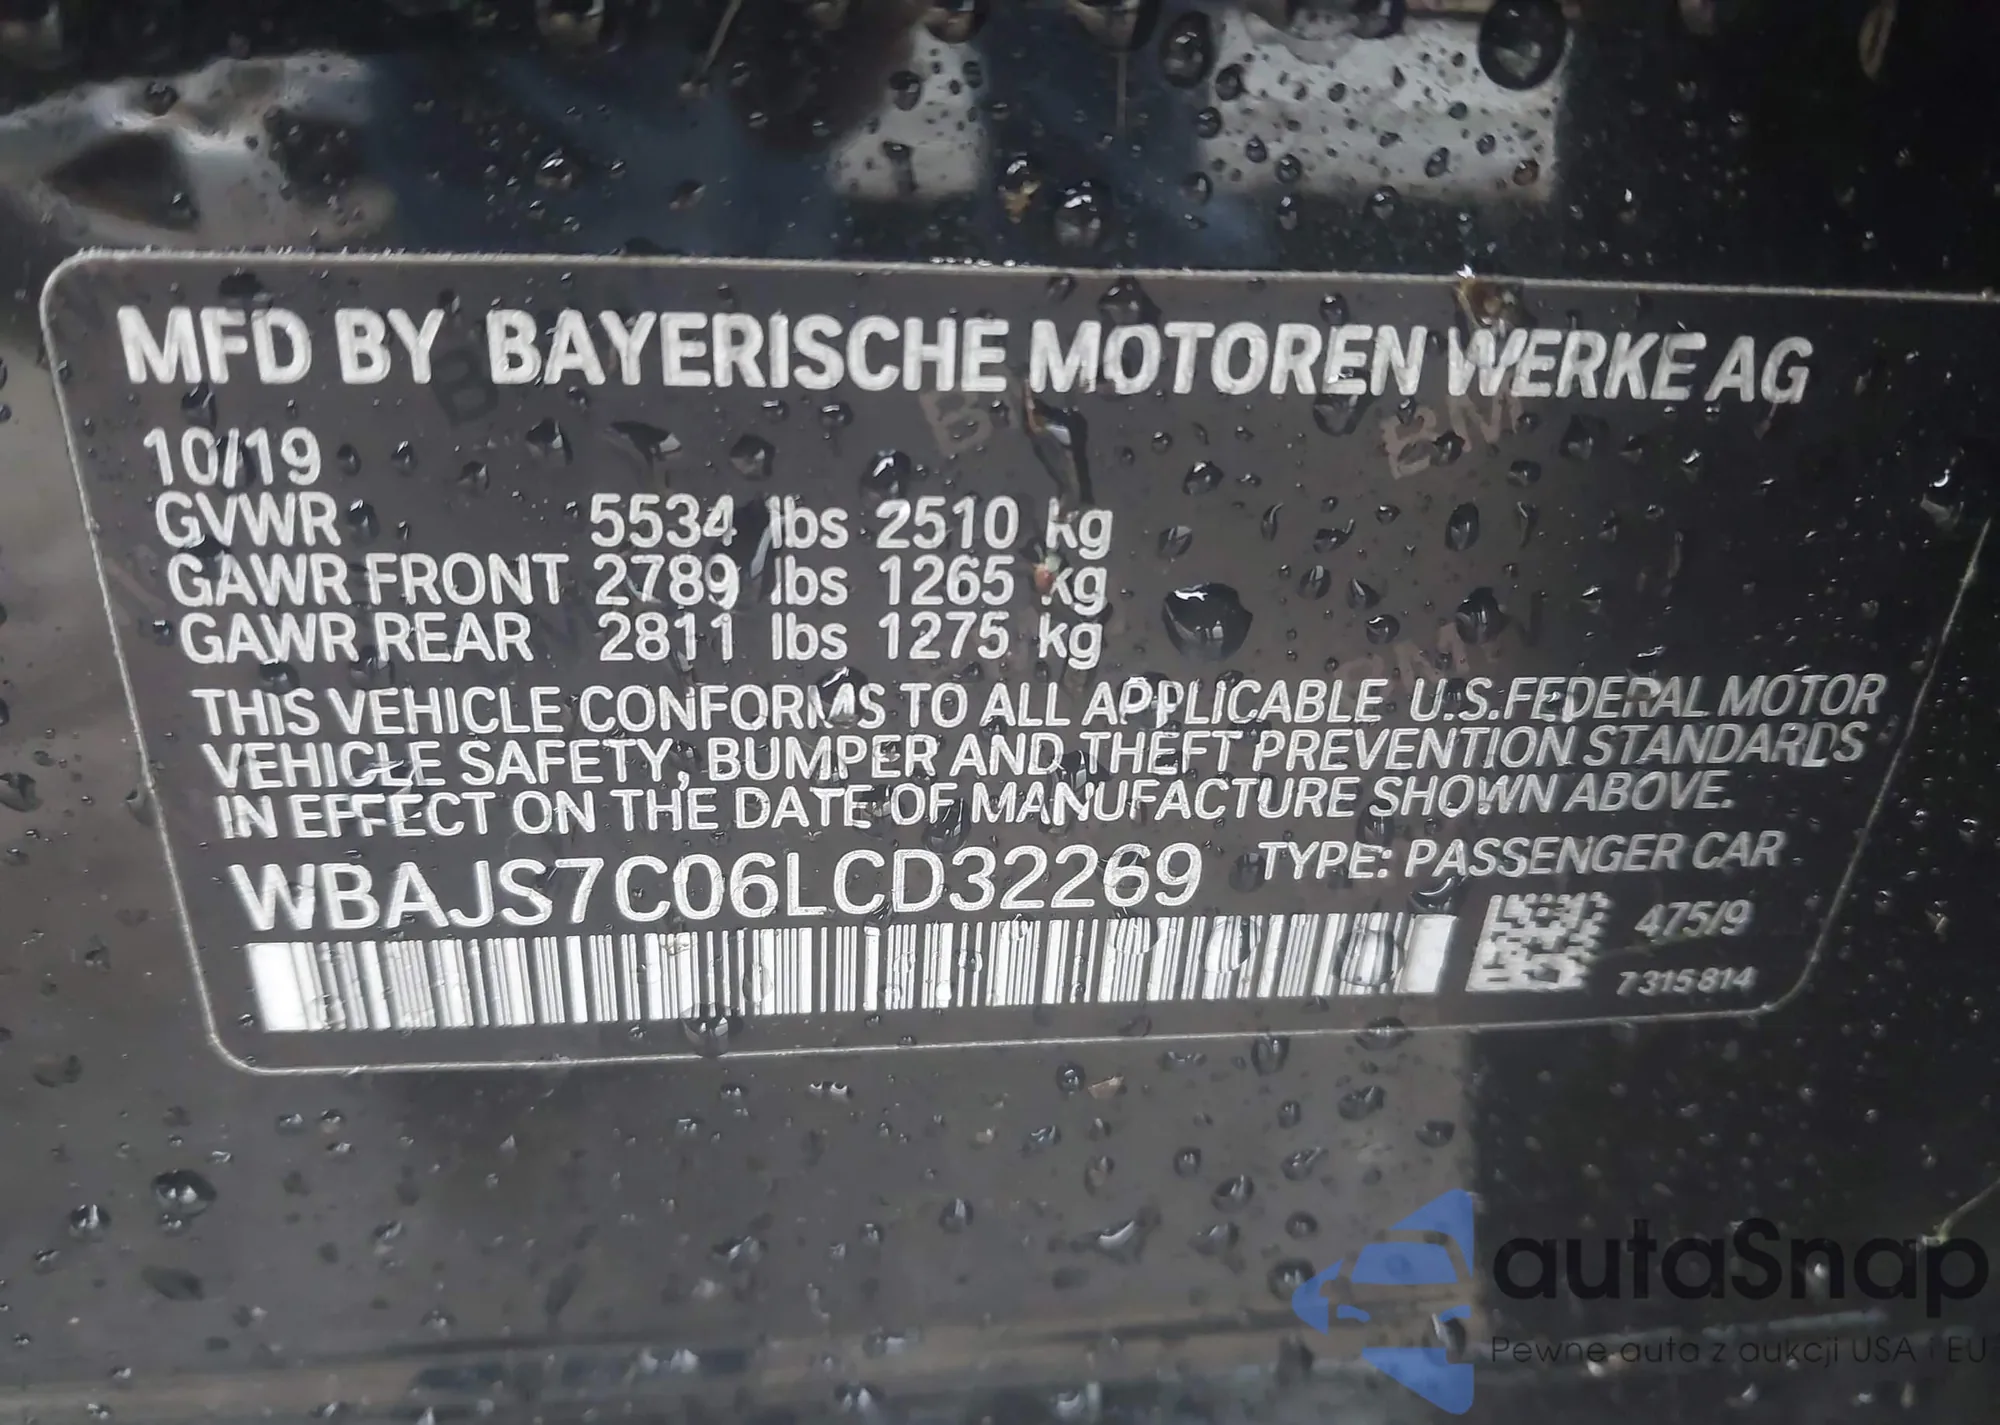 MFD BY BAYERISCHE MOTOREN WERKE AG
10/19
GVWR 5534 lbs 2510 kg
GAWR FRONT 2789 lbs 1265 kg
GAWR REAR 2811 lbs 1275 kg
THIS VEHICLE CONFORMS TO ALL APPLICABLE U.S.FEDERAL MOTOR
VEHICLE SAFETY, BUMPER AND THEFT PREVENTION STANDARDS
IN EFFECT ON THE DATE OF MANUFACTURE SHOWN ABOVE.
WBAJS7C06LCD32269 TYPE: PASSENGER CAR
475/9
7 315 814
autaSnap
Pewne auta z aukcji USA i EU